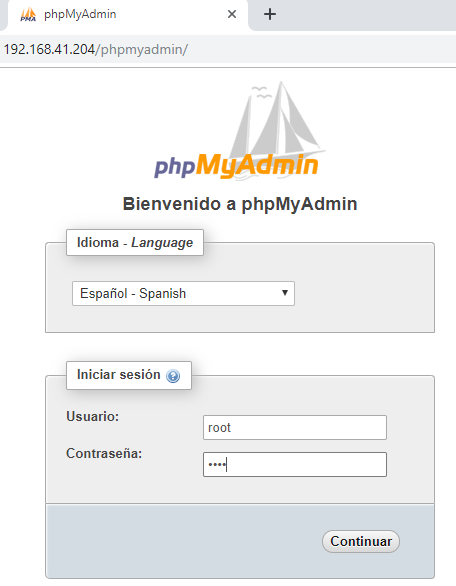 PMA phpMyAdmin
192.168.41.204/phpmyadmin/
phpMyAdmin
Bienvenido a phpMyAdmin
Idioma - Language
Español - Spanish
Iniciar sesión
Usuario:
root
Contraseña:
••••
Continuar